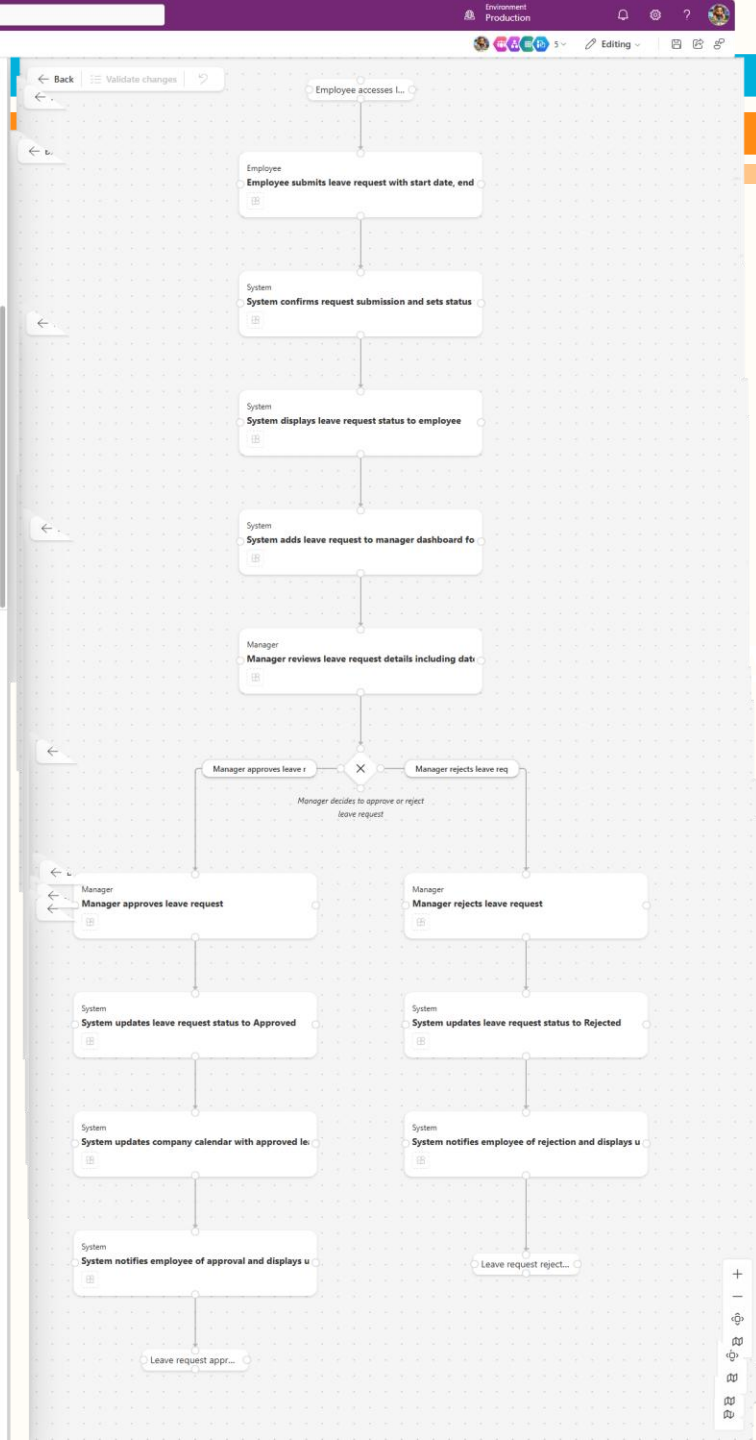 Environment
Production
5
Editing
Back
Validate changes
Employee accesses l...
Employee
Employee submits leave request with start date, end
System
System confirms request submission and sets status
System
System displays leave request status to employee
System
System adds leave request to manager dashboard fo
Manager
Manager reviews leave request details including dat
Manager approves leave r
Manager rejects leave req
Manager decides to approve or reject
leave request
Manager
Manager approves leave request
Manager
Manager rejects leave request
System
System updates leave request status to Approved
System
System updates leave request status to Rejected
System
System updates company calendar with approved le
System
System notifies employee of rejection and displays u
System
System notifies employee of approval and displays u
Leave request reject...
Leave request appr...